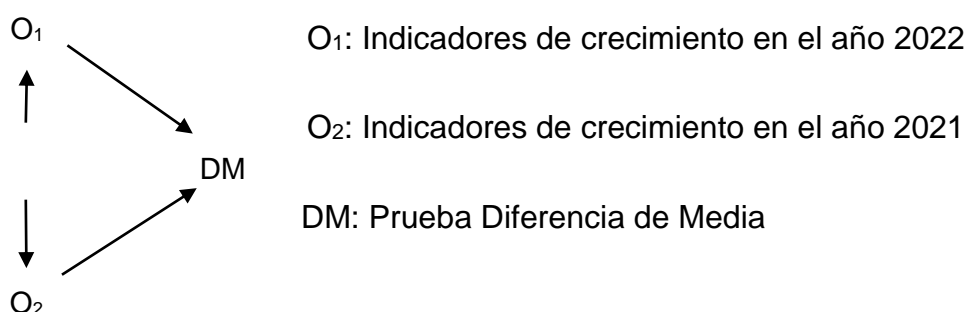 O₁
O₁: Indicadores de crecimiento en el año 2022
O₂: Indicadores de crecimiento en el año 2021
DM
DM: Prueba Diferencia de Media
O₂